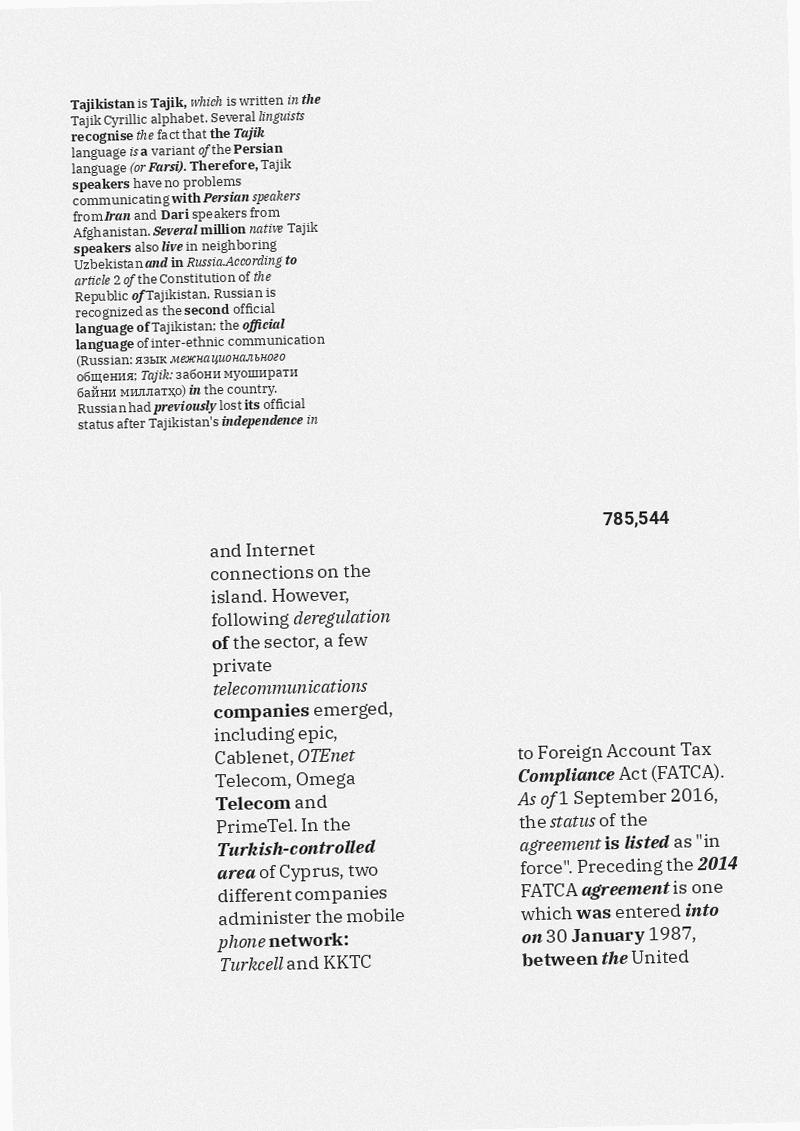 Tajikistan is Tajik, which is written in the
Tajik Cyrillic alphabet. Several linguists
recognise the fact that the Tajik
language is a variant of the Persian
language (or Farsi). Therefore, Tajik
speakers have no problems
communicating with Persian speakers
from Iran and Dari speakers from
Afghanistan. Several million native Tajik
speakers also live in neighboring
Uzbekistan and in Russia.According to
article 2 of the Constitution of the
Republic of Tajikistan, Russian is
recognized as the second official
language of Tajikistan; the official
language of inter-ethnic communication
(Russian: язык межнационального
общения; Tajik: забони муошират
байни миллатҳо) in the country.
Russian had previously lost its official
status after Tajikistan's independence in
785,544
and Internet
connections on the
island. However,
following deregulation
of the sector, a few
private
telecommunications
companies emerged,
including epic,
Cablenet, OTEnet
Telecom, Omega
Telecom and
PrimeTel. In the
Turkish-controlled
area of Cyprus, two
different companies
administer the mobile
phone network:
Turkcell and KKTC
to Foreign Account Tax
Compliance Act (FATCA).
As of 1 September 2016,
the status of the
agreement is listed as "in
force". Preceding the 2014
FATCA agreement is one
which was entered into
on 30 January 1987,
between the United